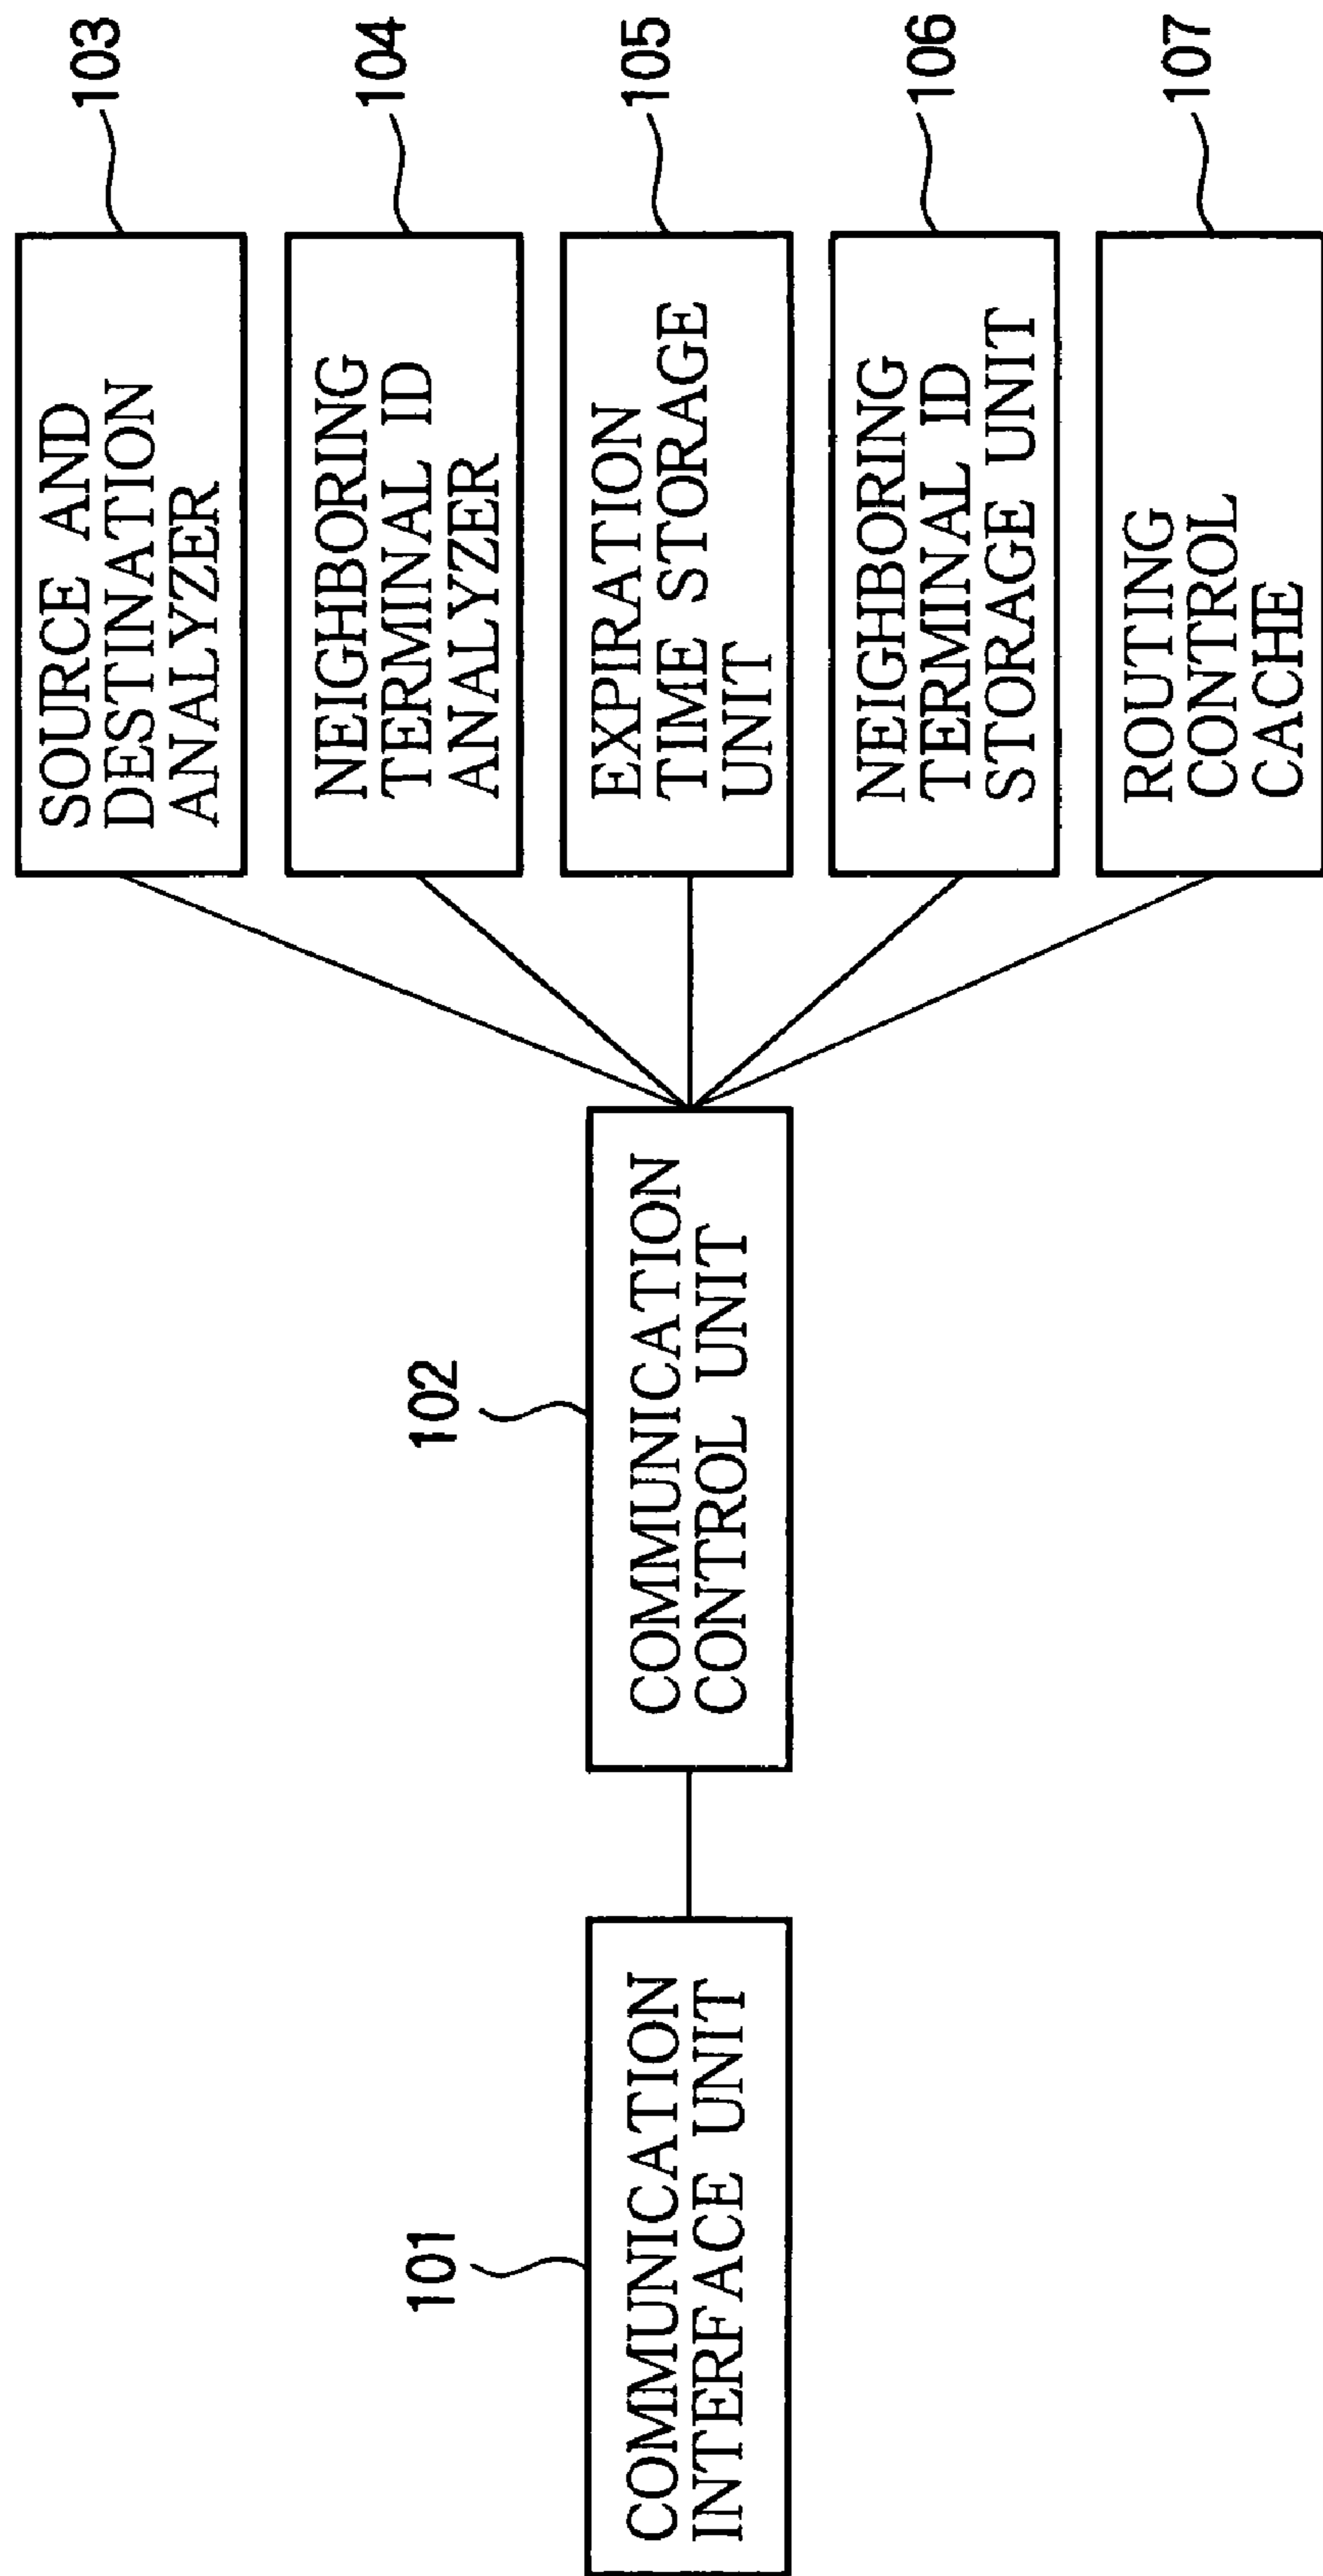 101
COMMUNICATION
INTERFACE UNIT
102
COMMUNICATION
CONTROL UNIT
SOURCE AND
DESTINATION
ANALYZER
103
NEIGHBORING
TERMINAL ID
ANALYZER
104
EXPIRATION
TIME STORAGE
UNIT
105
NEIGHBORING
TERMINAL ID
STORAGE UNIT
106
ROUTING
CONTROL
CACHE
107